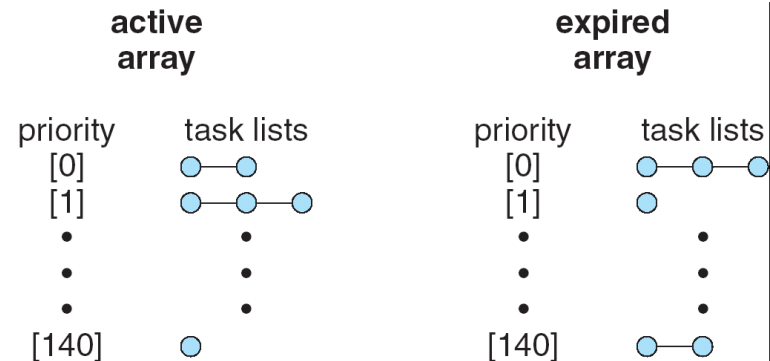 active
array
priority task lists
[0]
[1]
[140]
expired
array
priority task lists
[0]
[1]
[140]